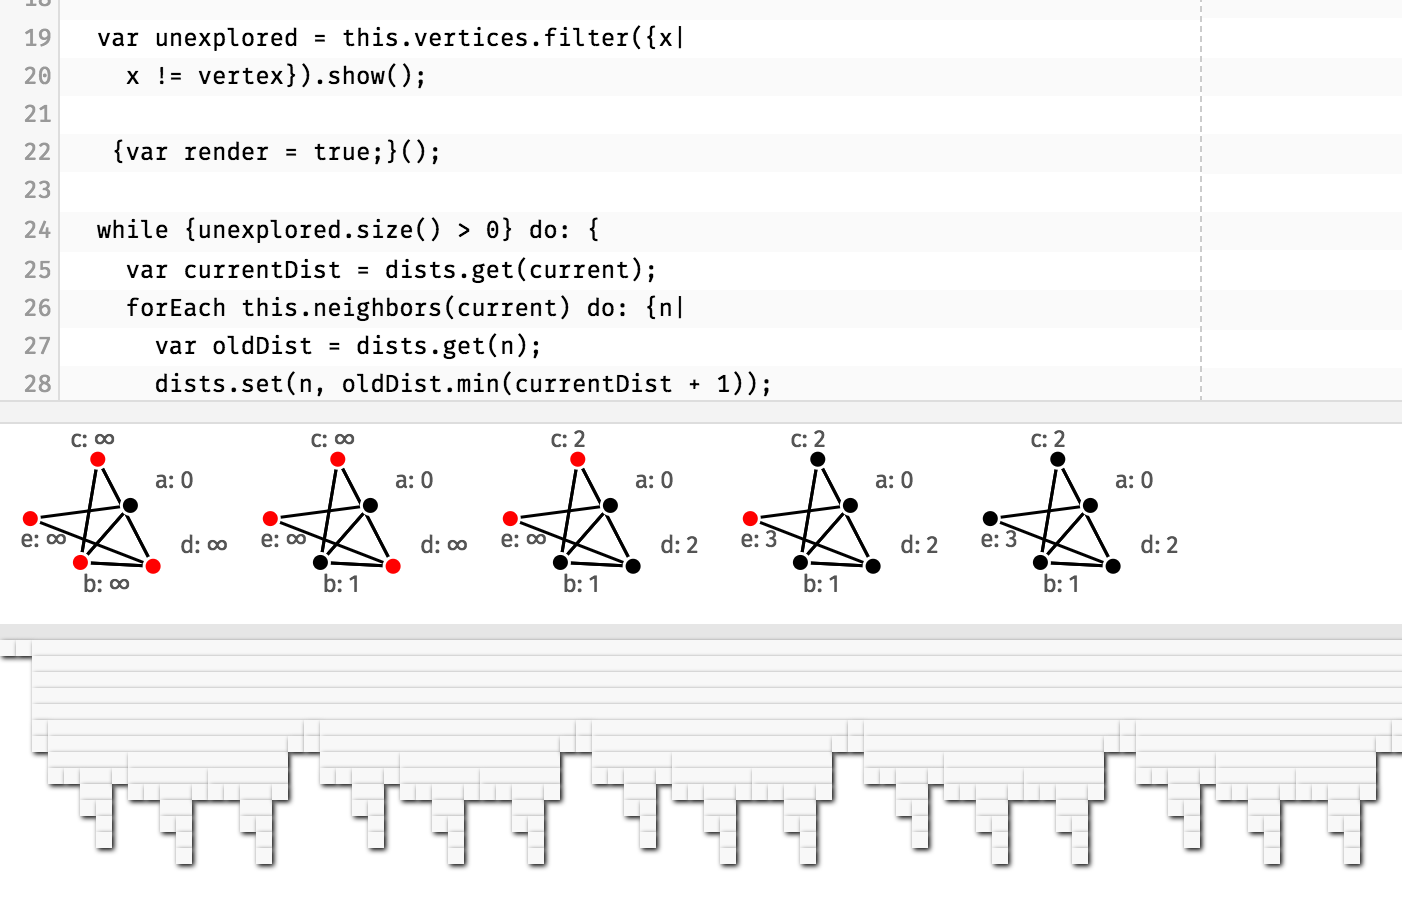 18
19 var unexplored = this.vertices.filter({x|
20 x != vertex}).show();
21
22 {var render = true;}();
23
24 while {unexplored.size() > 0} do: {
25 var currentDist = dists.get(current);
26 forEach this.neighbors(current) do: {n|
27 var oldDist = dists.get(n);
28 dists.set(n, oldDist.min(currentDist + 1));
c: ∞ c: ∞ c: 2 c: 2 c: 2
a: 0 a: 0 a: 0 a: 0 a: 0
e: ∞ d: ∞ e: ∞ d: ∞ e: ∞ d: 2 e: 3 d: 2 e: 3 d: 2
b: ∞ b: 1 b: 1 b: 1 b: 1